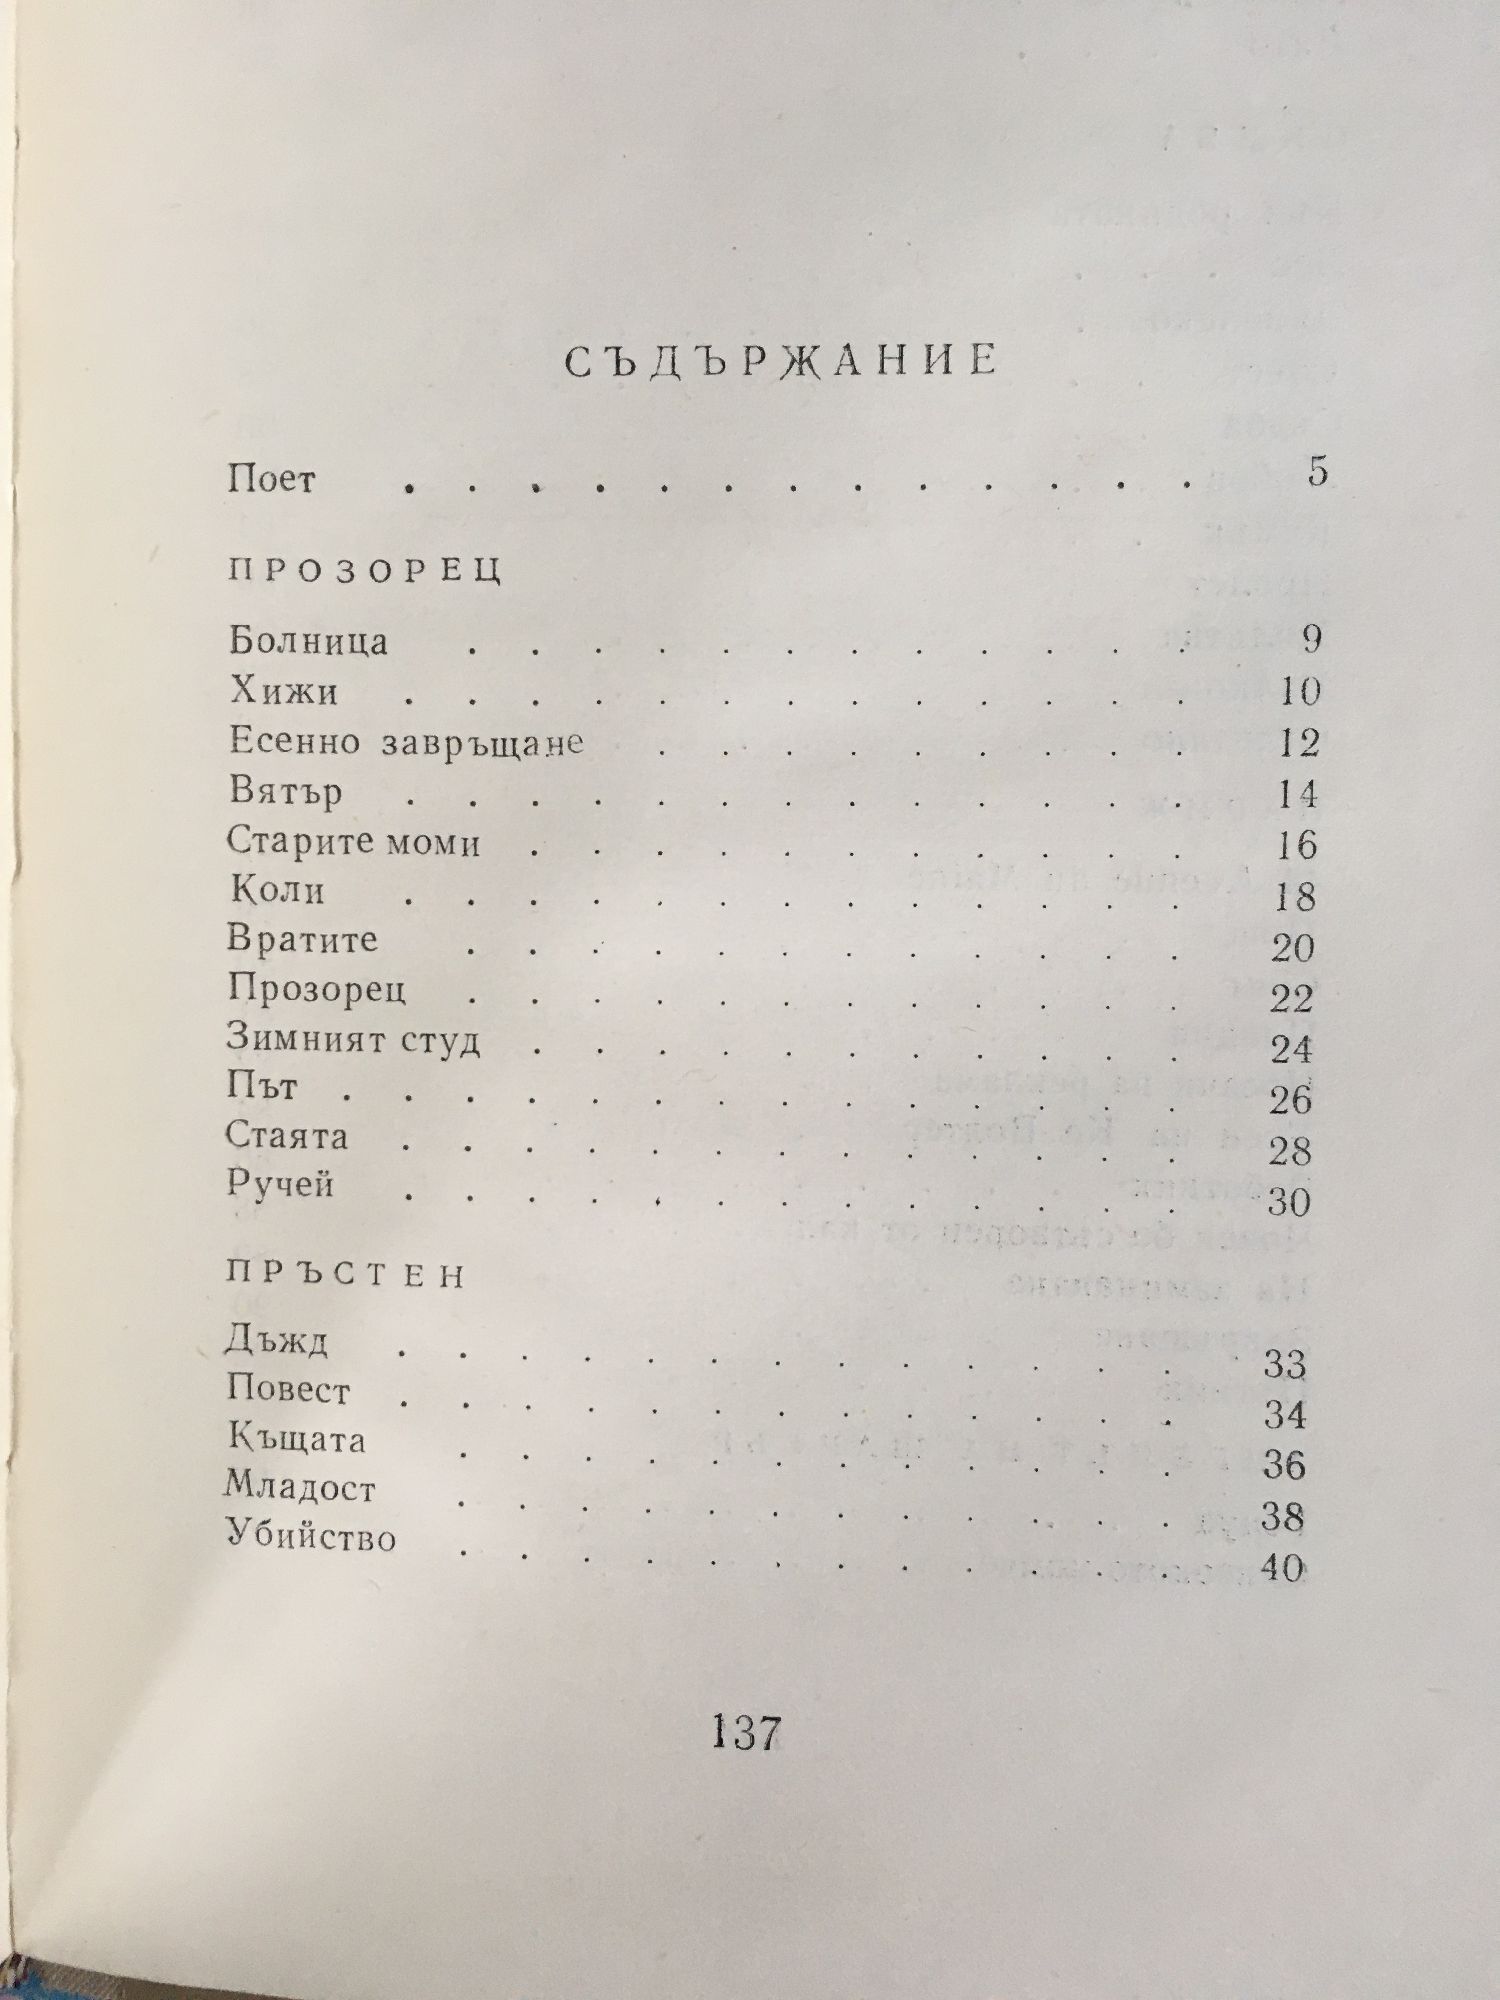 СЪДЪРЖАНИЕ
Поет . . . . . . . . . . . . . 5
ПРОЗОРЕЦ
Болница . . . . . . . . . . . . 9
Хижи . . . . . . . . . . . . . 10
Есенно завръщане . . . . . . . . . 12
Вятър . . . . . . . . . . . . . 14
Старите моми . . . . . . . . . . . 16
Коли . . . . . . . . . . . . . 18
Вратите . . . . . . . . . . . . 20
Прозорец . . . . . . . . . . . . 22
Зимният студ . . . . . . . . . . . 24
Път . . . . . . . . . . . . . . 26
Стаята . . . . . . . . . . . . . 28
Ручей . . . . . . . . . . . . . 30
ПРЪСТЕН
Дъжд . . . . . . . . . . . . . 33
Повест . . . . . . . . . . . . . 34
Къщата . . . . . . . . . . . . 36
Младост . . . . . . . . . . . . 38
Убийство . . . . . . . . . . . . 40
137